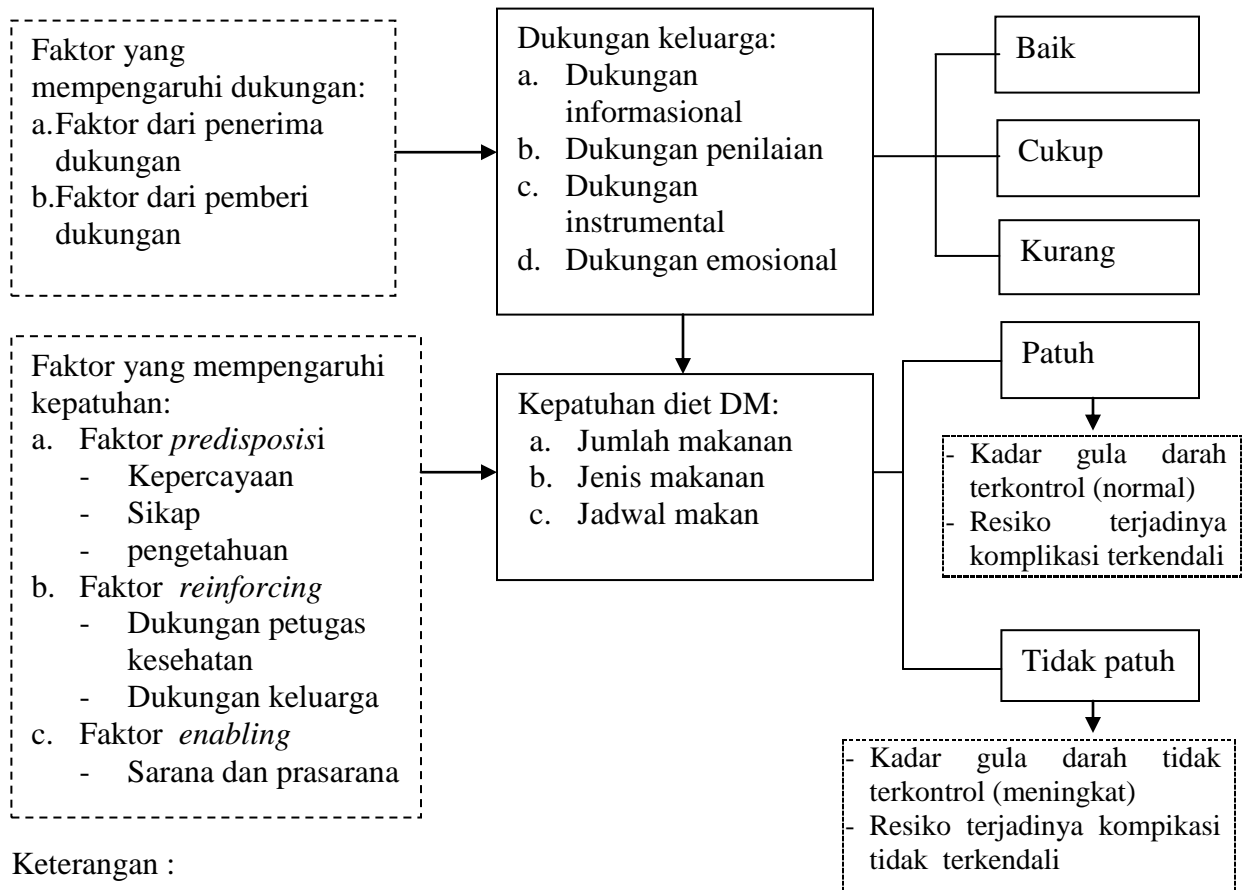 Faktor yang
mempengaruhi dukungan:
a.Faktor dari penerima
dukungan
b.Faktor dari pemberi
dukungan
Dukungan keluarga:
a. Dukungan
informasional
b. Dukungan penilaian
c. Dukungan
instrumental
d. Dukungan emosional
Baik
Cukup
Kurang
Faktor yang mempengaruhi
kepatuhan:
a. Faktor predisposisi
- Kepercayaan
- Sikap
- pengetahuan
b. Faktor reinforcing
- Dukungan petugas
kesehatan
- Dukungan keluarga
c. Faktor enabling
- Sarana dan prasarana
Kepatuhan diet DM:
a. Jumlah makanan
b. Jenis makanan
c. Jadwal makan
Patuh
- Kadar gula darah
terkontrol (normal)
- Resiko terjadinya
komplikasi terkendali
Tidak patuh
- Kadar gula darah tidak
terkontrol (meningkat)
- Resiko terjadinya kompikasi
tidak terkendali
Keterangan :